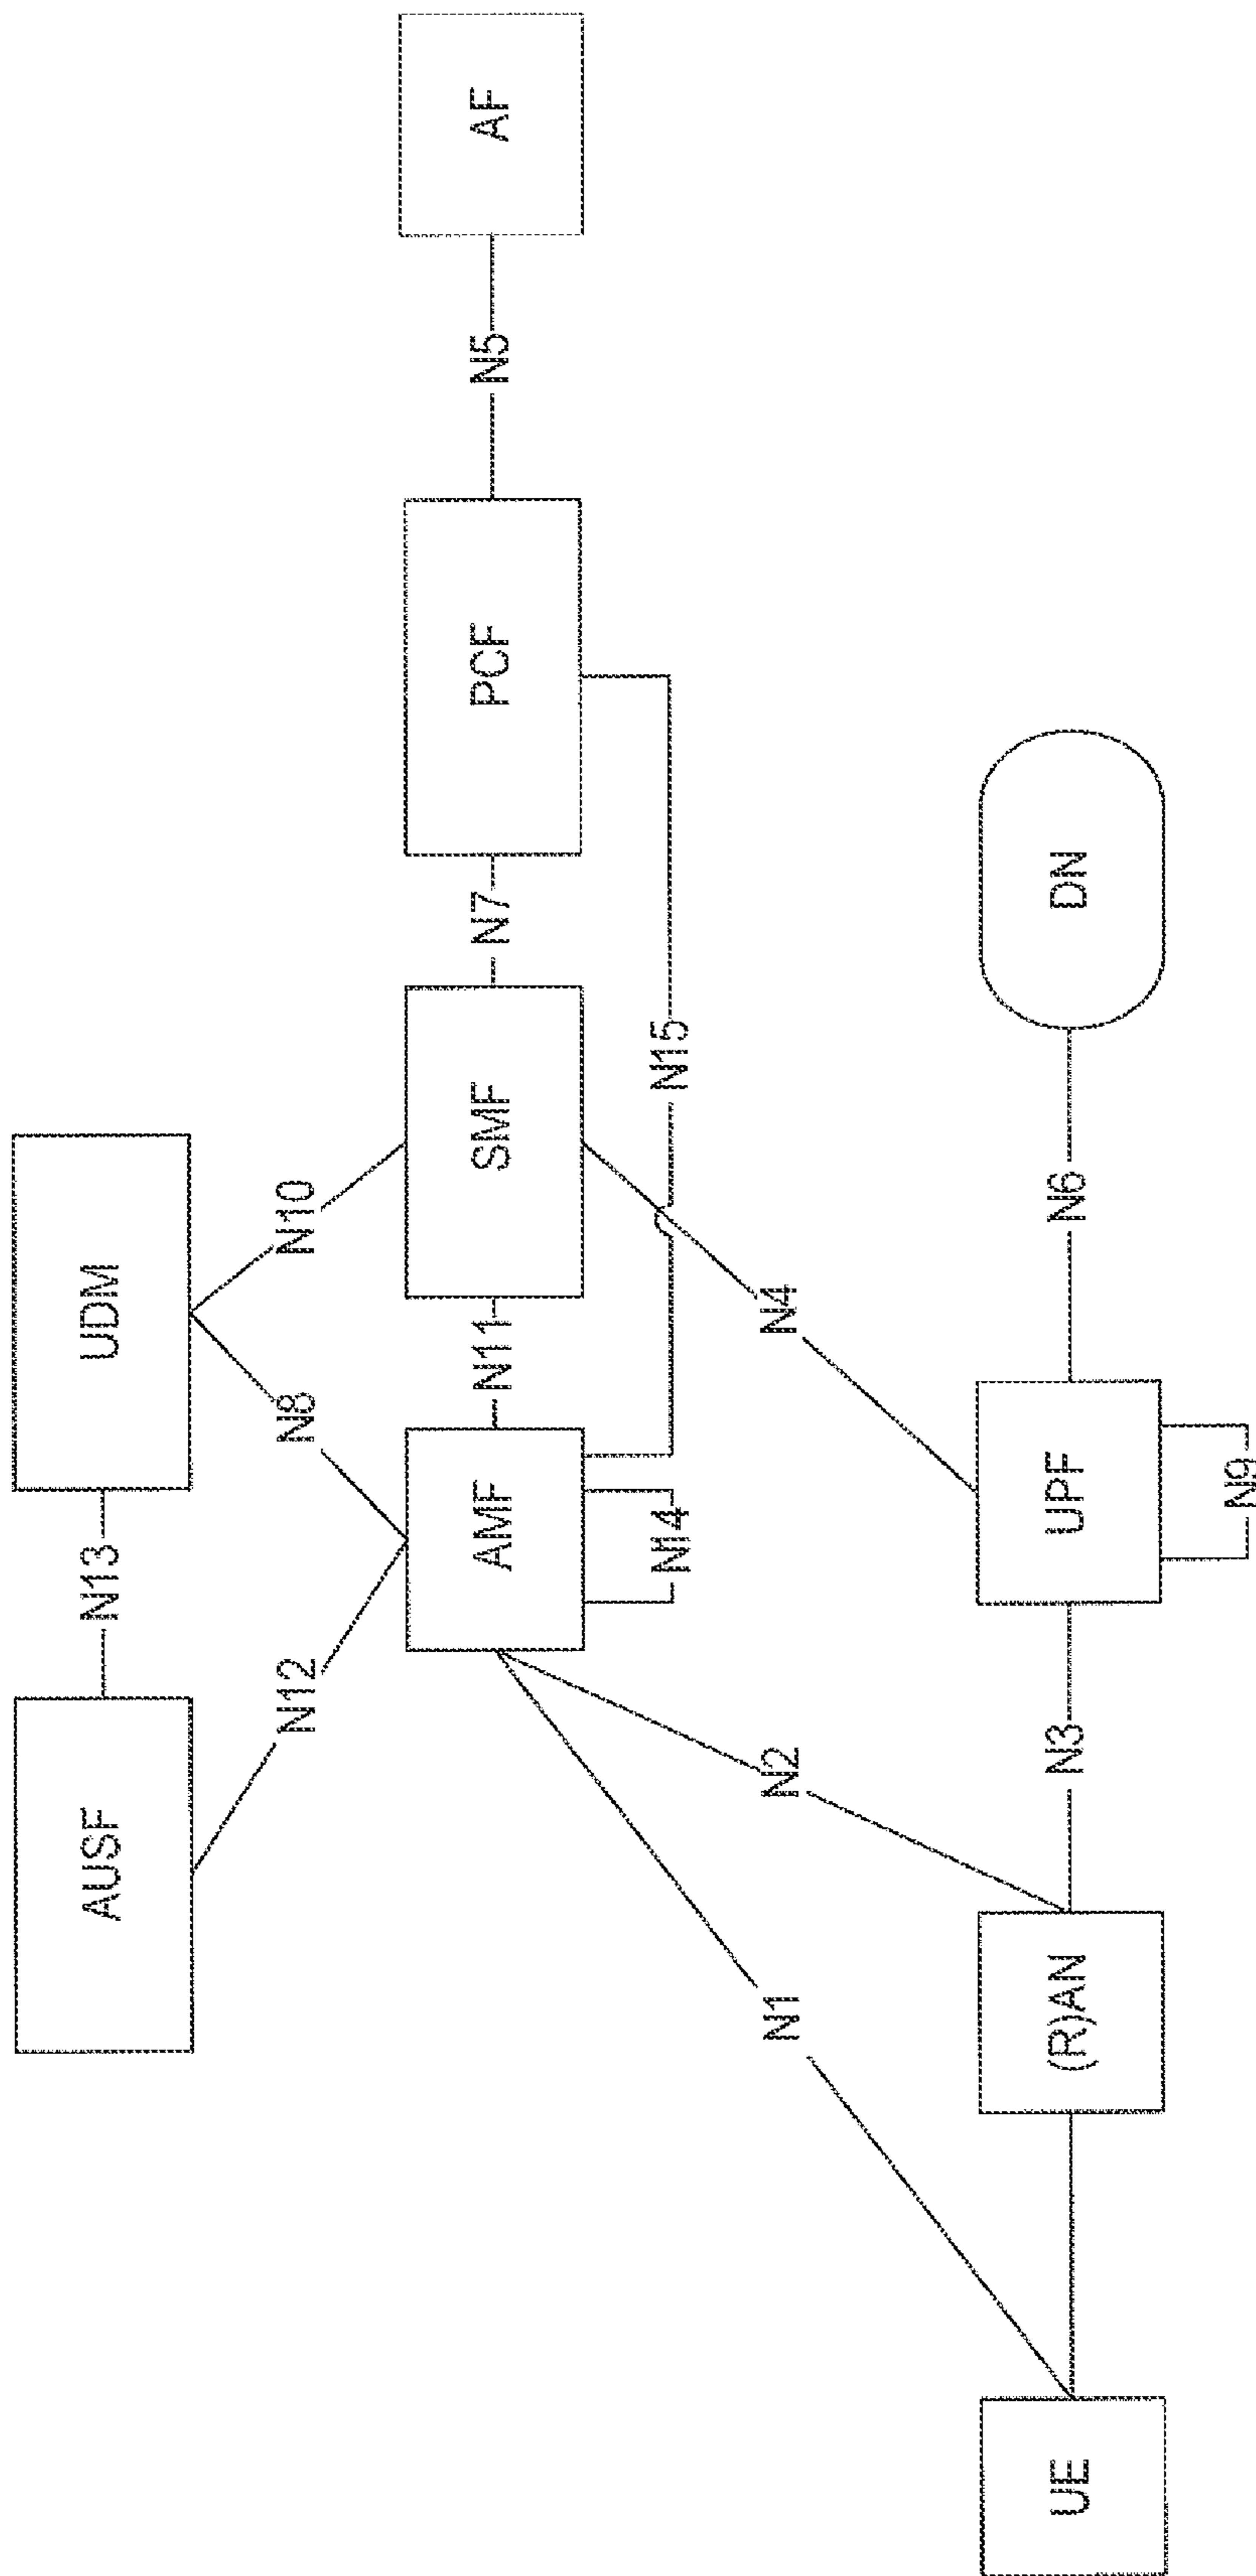 AUSF
N13
UDM
N12
N8
N10
AMF
N11
SMF
N7
PCF
N5
AF
N14
N15
N1
N2
N4
UE
(R)AN
N3
UPF
N6
DN
N9